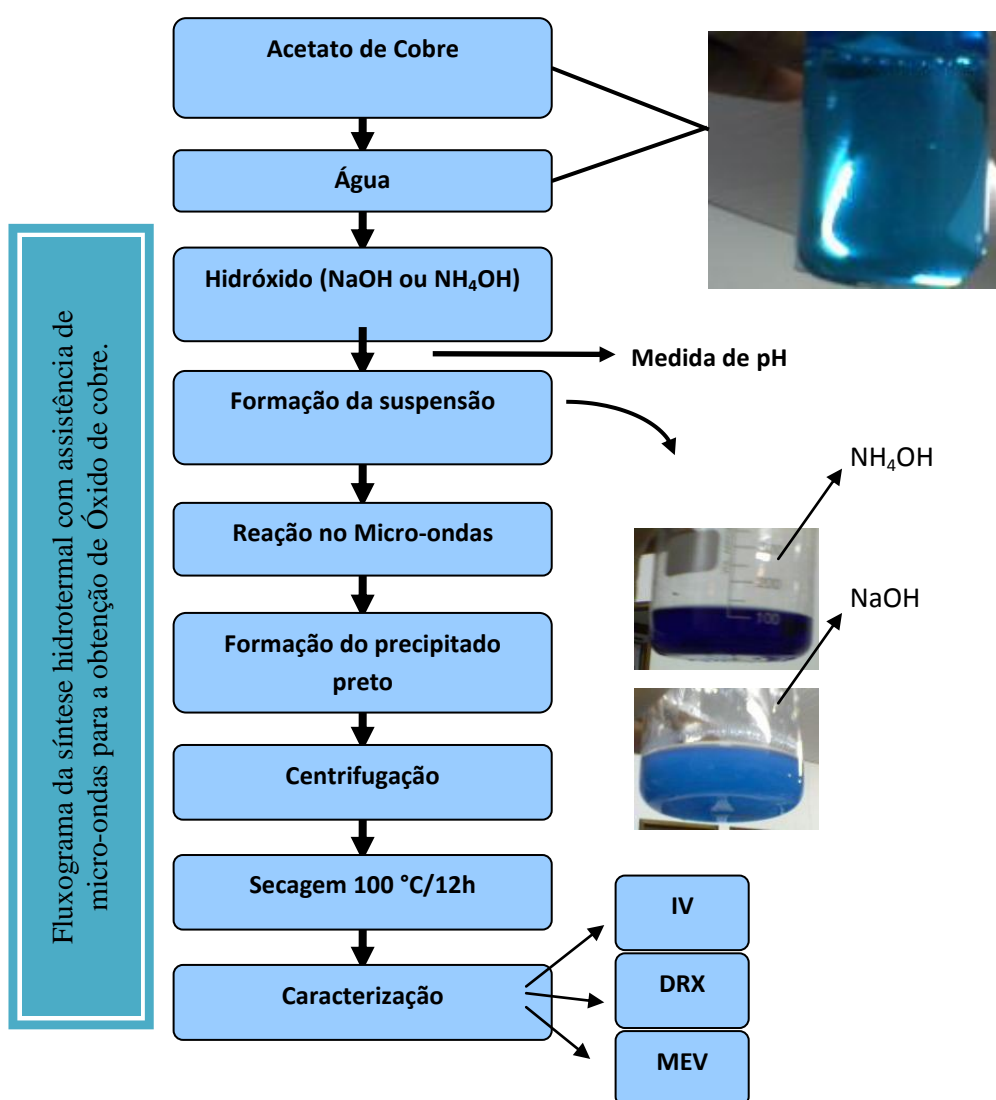 Acetato de Cobre
Água
Hidróxido (NaOH ou NH₄OH)
Medida de pH
Formação da suspensão
NH₄OH
Reação no Micro-ondas
200
NaOH
100
Formação do precipitado
preto
Centrifugação
Secagem 100 °C/12h
IV
Caracterização
DRX
MEV
Fluxograma da síntese hidrotermal com assistência de
micro-ondas para a obtenção de Óxido de cobre.